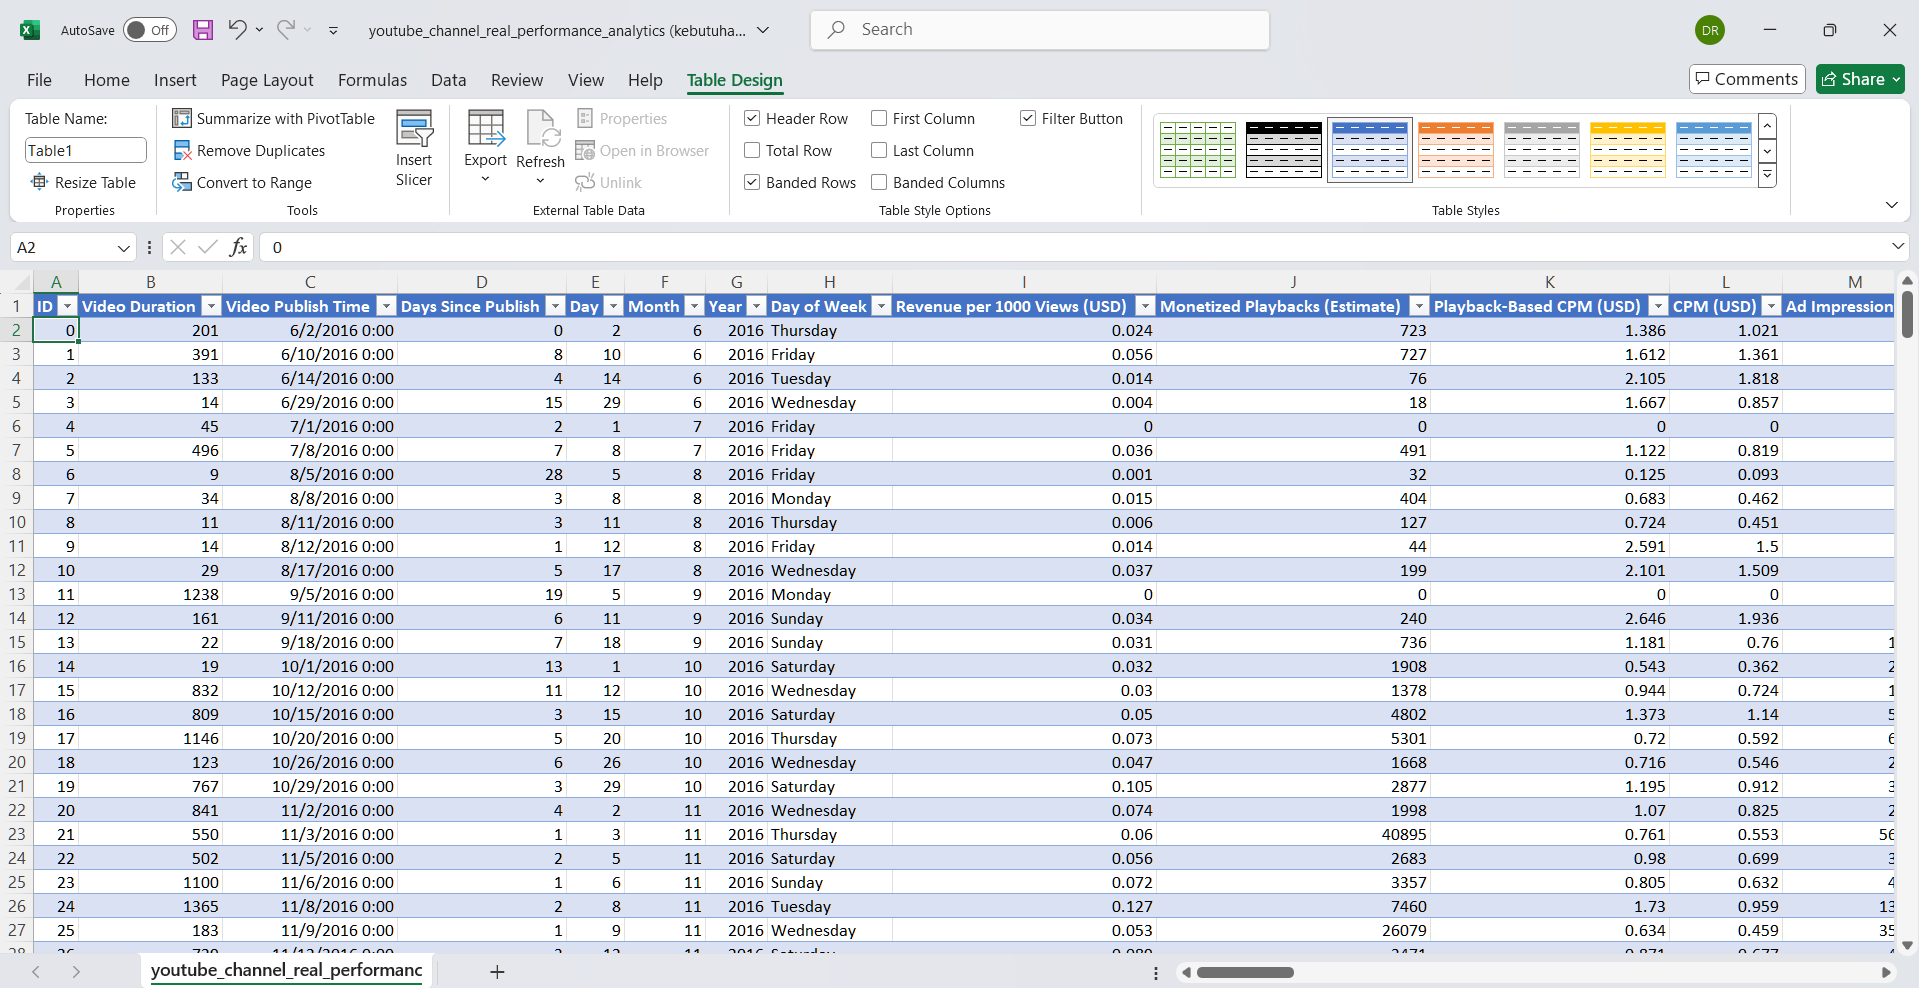 AutoSave Off youtube_channel_real_performance_analytics (kebutuha... Search DR
File Home Insert Page Layout Formulas Data Review View Help Table Design Comments Share
Table Name:
Table1
Resize Table
Properties
Summarize with PivotTable
Remove Duplicates
Convert to Range
Tools
Insert
Slicer
Export
Refresh
Properties
Open in Browser
Unlink
External Table Data
Header Row First Column Filter Button
Total Row Last Column
Banded Rows Banded Columns
Table Style Options
Table Styles
A2 fx 0
A B C D E F G H I J K L M
1 ID Video Duration Video Publish Time Days Since Publish Day Month Year Day of Week Revenue per 1000 Views (USD) Monetized Playbacks (Estimate) Playback-Based CPM (USD) CPM (USD) Ad Impression
2 0 201 6/2/2016 0:00 0 2 6 2016 Thursday 0.024 723 1.386 1.021
3 1 391 6/10/2016 0:00 8 10 6 2016 Friday 0.056 727 1.612 1.361
4 2 133 6/14/2016 0:00 4 14 6 2016 Tuesday 0.014 76 2.105 1.818
5 3 14 6/29/2016 0:00 15 29 6 2016 Wednesday 0.004 18 1.667 0.857
6 4 45 7/1/2016 0:00 2 1 7 2016 Friday 0 0 0 0
7 5 496 7/8/2016 0:00 7 8 7 2016 Friday 0.036 491 1.122 0.819
8 6 9 8/5/2016 0:00 28 5 8 2016 Friday 0.001 32 0.125 0.093
9 7 34 8/8/2016 0:00 3 8 8 2016 Monday 0.015 404 0.683 0.462
10 8 11 8/11/2016 0:00 3 11 8 2016 Thursday 0.006 127 0.724 0.451
11 9 14 8/12/2016 0:00 1 12 8 2016 Friday 0.014 44 2.591 1.5
12 10 29 8/17/2016 0:00 5 17 8 2016 Wednesday 0.037 199 2.101 1.509
13 11 1238 9/5/2016 0:00 19 5 9 2016 Monday 0 0 0 0
14 12 161 9/11/2016 0:00 6 11 9 2016 Sunday 0.034 240 2.646 1.936
15 13 22 9/18/2016 0:00 7 18 9 2016 Sunday 0.031 736 1.181 0.76 1
16 14 19 10/1/2016 0:00 13 1 10 2016 Saturday 0.032 1908 0.543 0.362 2
17 15 832 10/12/2016 0:00 11 12 10 2016 Wednesday 0.03 1378 0.944 0.724 1
18 16 809 10/15/2016 0:00 3 15 10 2016 Saturday 0.05 4802 1.373 1.14 5
19 17 1146 10/20/2016 0:00 5 20 10 2016 Thursday 0.073 5301 0.72 0.592 6
20 18 123 10/26/2016 0:00 6 26 10 2016 Wednesday 0.047 1668 0.716 0.546 2
21 19 767 10/29/2016 0:00 3 29 10 2016 Saturday 0.105 2877 1.195 0.912 3
22 20 841 11/2/2016 0:00 4 2 11 2016 Wednesday 0.074 1998 1.07 0.825 2
23 21 550 11/3/2016 0:00 1 3 11 2016 Thursday 0.06 40895 0.761 0.553 56
24 22 502 11/5/2016 0:00 2 5 11 2016 Saturday 0.056 2683 0.98 0.699 3
25 23 1100 11/6/2016 0:00 1 6 11 2016 Sunday 0.072 3357 0.805 0.632 4
26 24 1365 11/8/2016 0:00 2 8 11 2016 Tuesday 0.127 7460 1.73 0.959 13
27 25 183 11/9/2016 0:00 1 9 11 2016 Wednesday 0.053 26079 0.634 0.459 35
youtube_channel_real_performanc